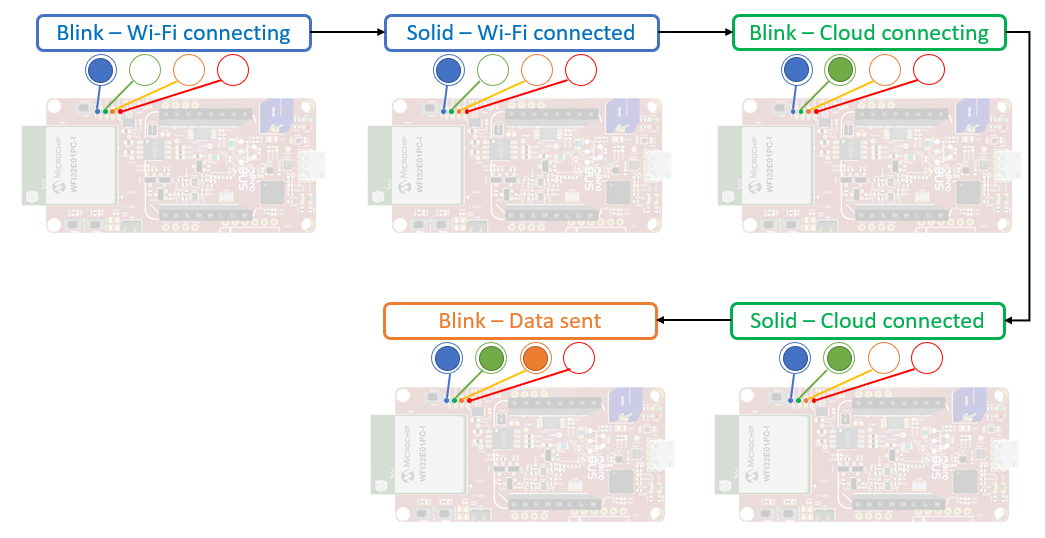 Blink – Wi-Fi connecting
Solid – Wi-Fi connected
Blink – Cloud connecting
MICROCHIP
WFI32E01PC-I
MICROCHIP
WFI32E01PC-I
MICROCHIP
WFI32E01PC-I
Blink – Data sent
Solid – Cloud connected
MICROCHIP
WFI32E01PC-I
MICROCHIP
WFI32E01PC-I